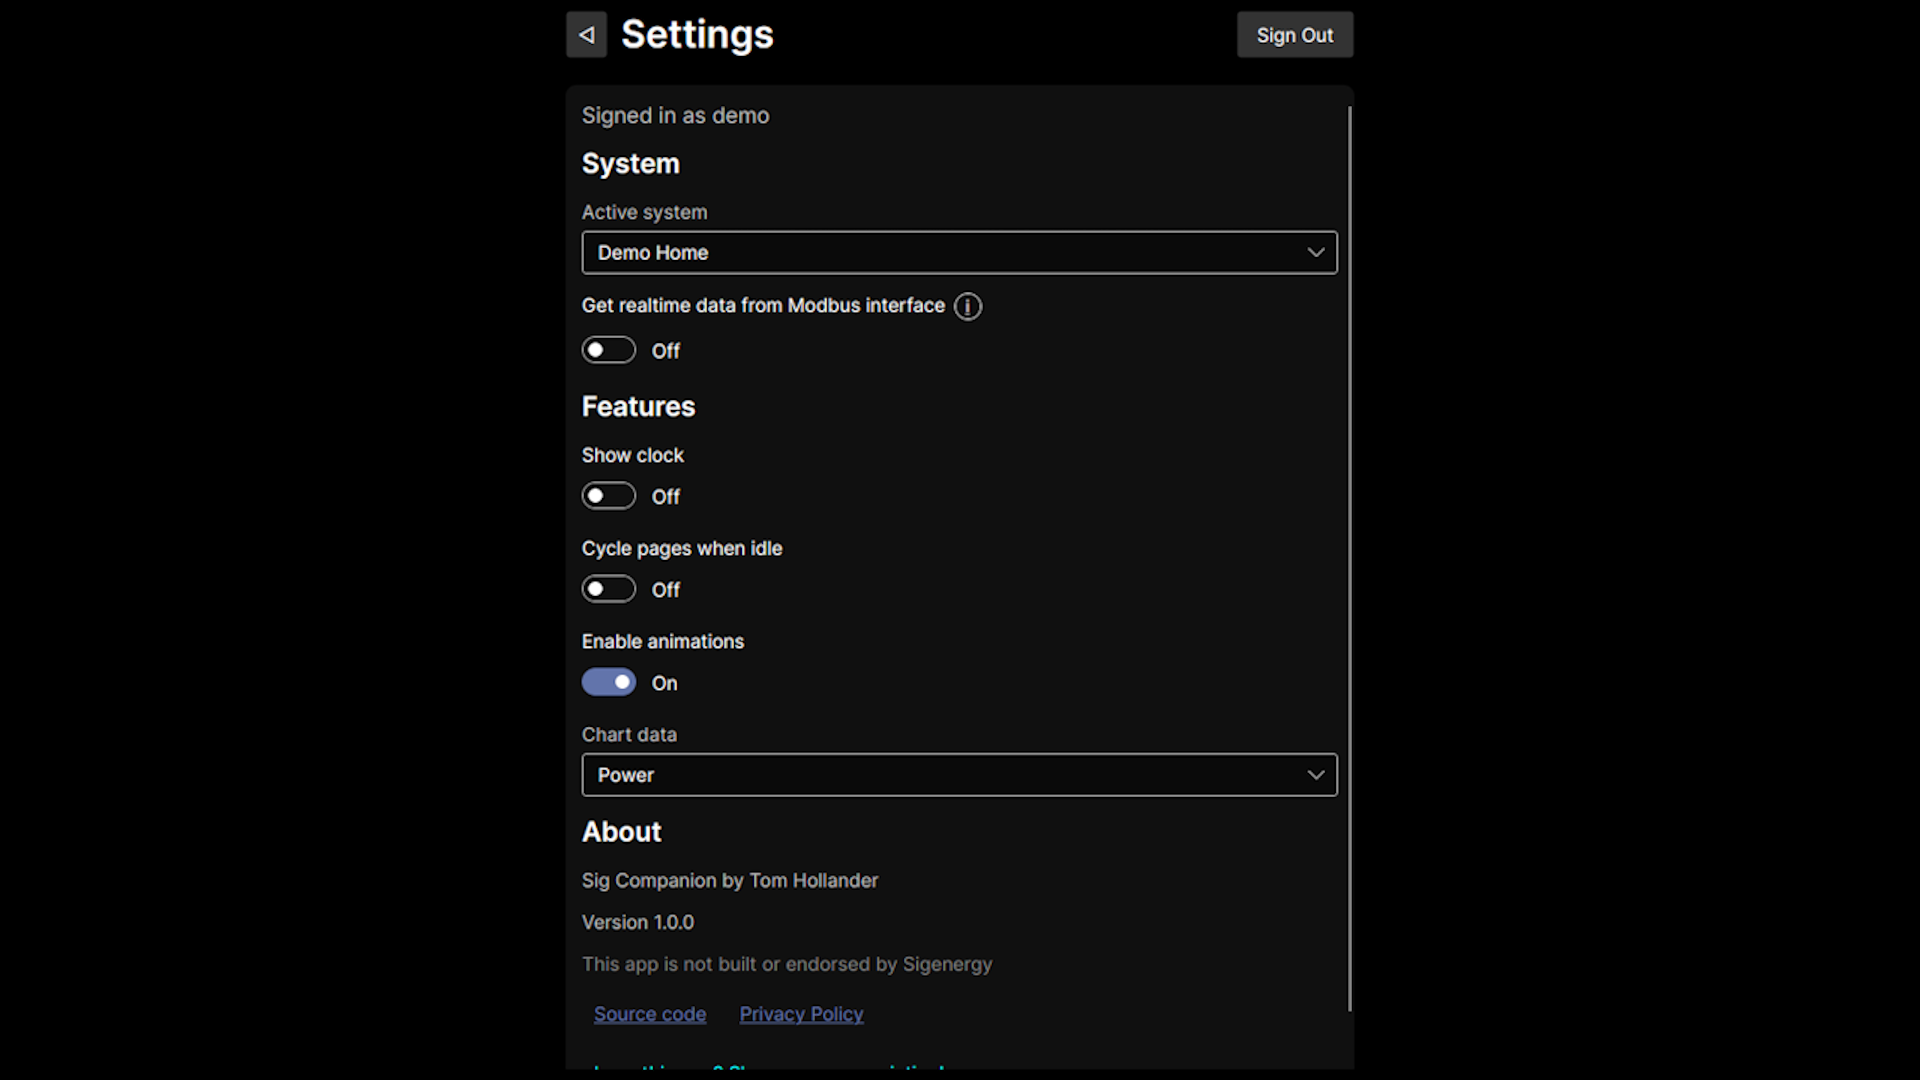 Settings
Sign Out
Signed in as demo
System
Active system
Demo Home
Get realtime data from Modbus interface
Off
Features
Show clock
Off
Cycle pages when idle
Off
Enable animations
On
Chart data
Power
About
Sig Companion by Tom Hollander
Version 1.0.0
This app is not built or endorsed by Sigenergy
Source code Privacy Policy